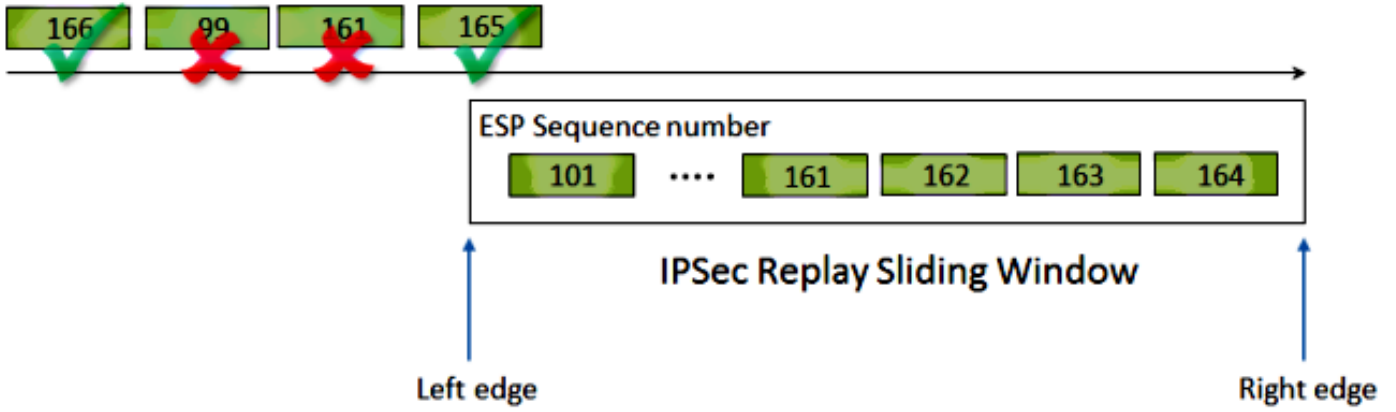 166 99 161 165
ESP Sequence number
101 .... 161 162 163 164
IPSec Replay Sliding Window
Left edge Right edge